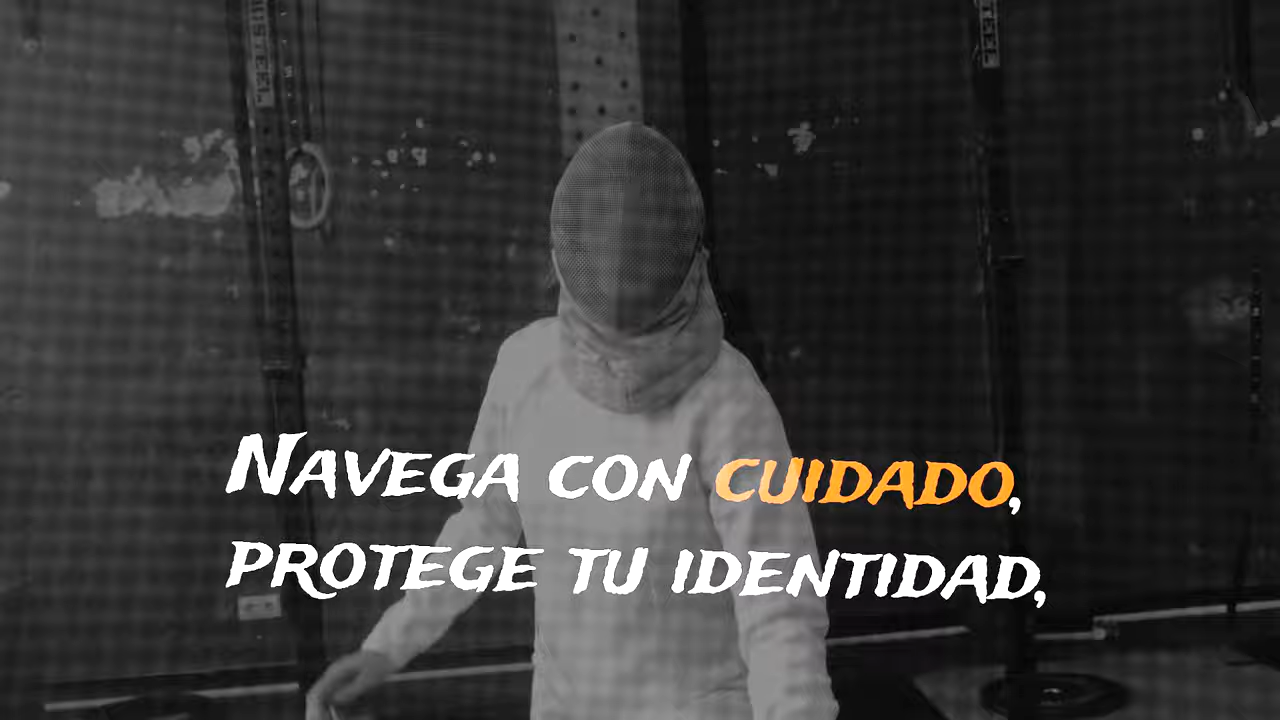 Navega con cuidado,
protege tu identidad,